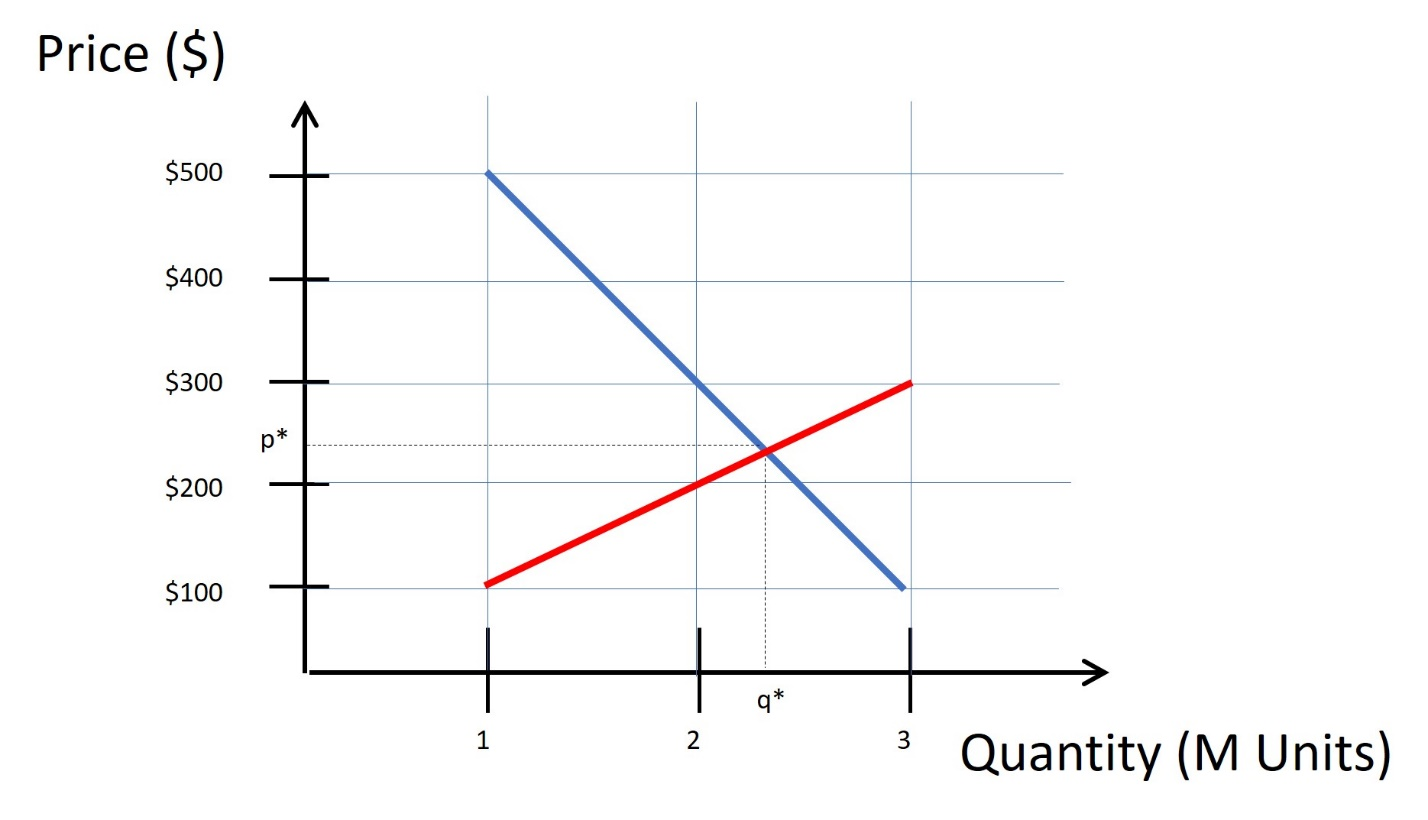 Price ($)
$500
$400
$300
p*
$200
$100
q*
1 2 3
Quantity (M Units)